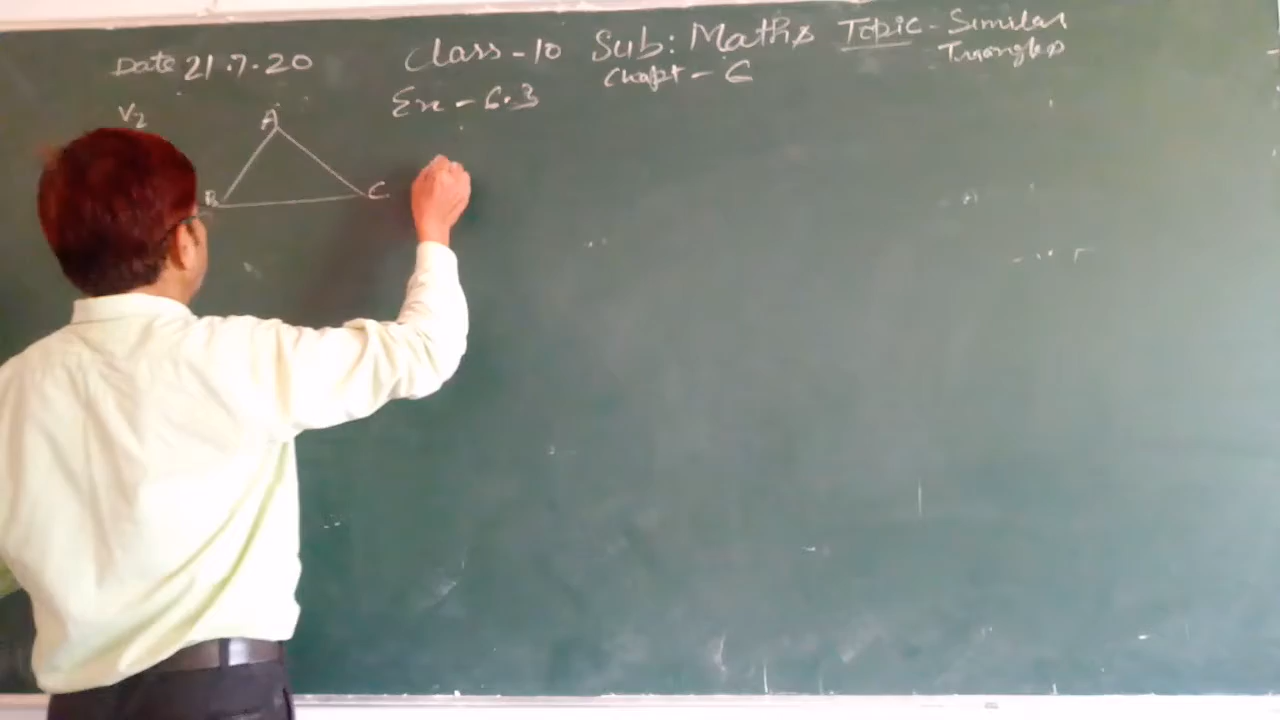 Date 21.7.20
Class-10 Sub: Maths Topic - Similar
Triangles
Chapt - 6
Ex - 6.3
V2
A
B
C